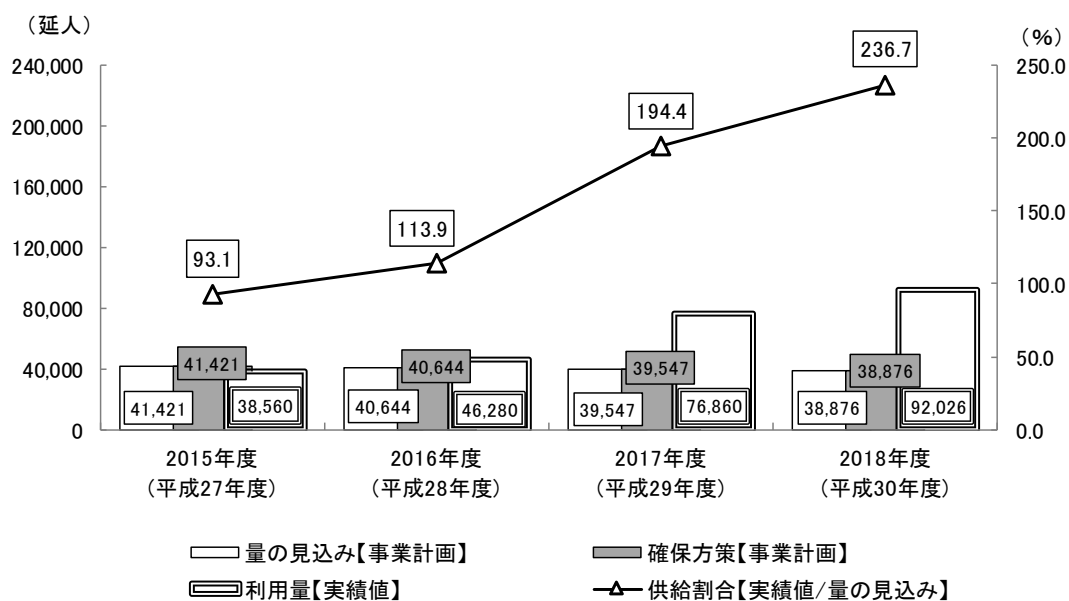 （延人）
（%）
240,000
200,000
160,000
120,000
80,000
40,000
0
250.0
200.0
150.0
100.0
50.0
0.0
93.1
113.9
194.4
236.7
41,421
41,421
38,560
40,644
40,644
46,280
39,547
39,547
76,860
38,876
38,876
92,026
2015年度
（平成27年度）
2016年度
（平成28年度）
2017年度
（平成29年度）
2018年度
（平成30年度）
量の見込み【事業計画】
確保方策【事業計画】
利用量【実績値】
供給割合【実績値/量の見込み】